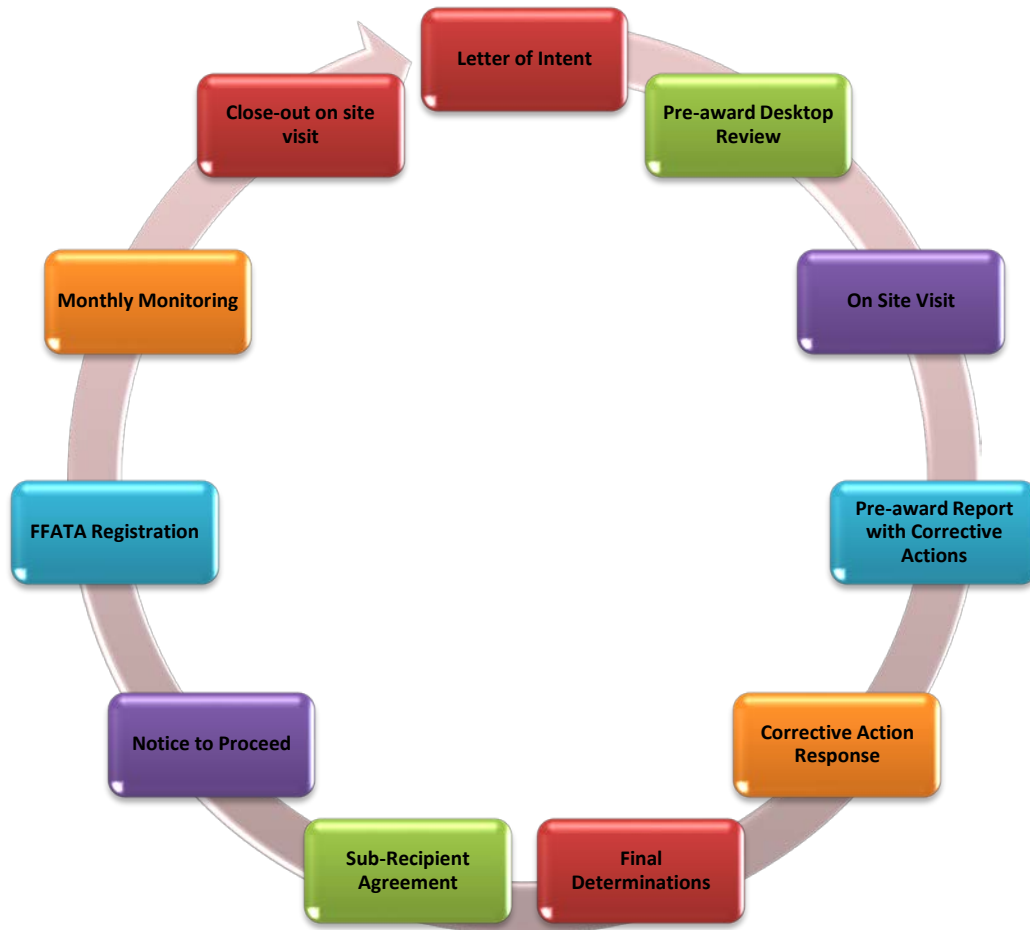 Letter of Intent
Pre-award Desktop
Review
On Site Visit
Pre-award Report
with Corrective
Actions
Corrective Action
Response
Final
Determinations
Sub-Recipient
Agreement
Notice to Proceed
FFATA Registration
Monthly Monitoring
Close-out on site
visit